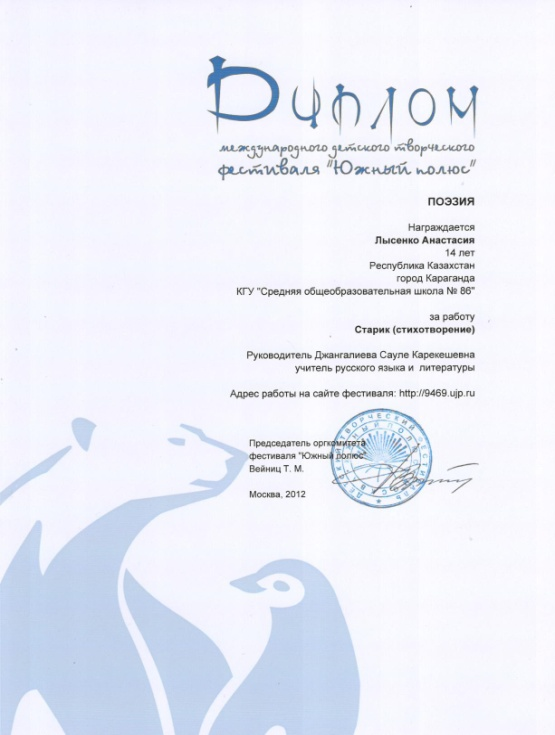 Диплом
международного детского творческого
фестиваля "Южный полюс"
ПОЭЗИЯ
Награждается
Лысенко Анастасия
14 лет
Республика Казахстан
город Караганда
КГУ "Средняя общеобразовательная школа № 86"
за работу
Старик (стихотворение)
Руководитель Джангалиева Сауле Карекешевна
учитель русского языка и литературы
Адрес работы на сайте фестиваля: http://9469.ujp.ru
Председатель оргкомитета
фестиваля "Южный полюс"
Вейниц Т. М.
Москва, 2012